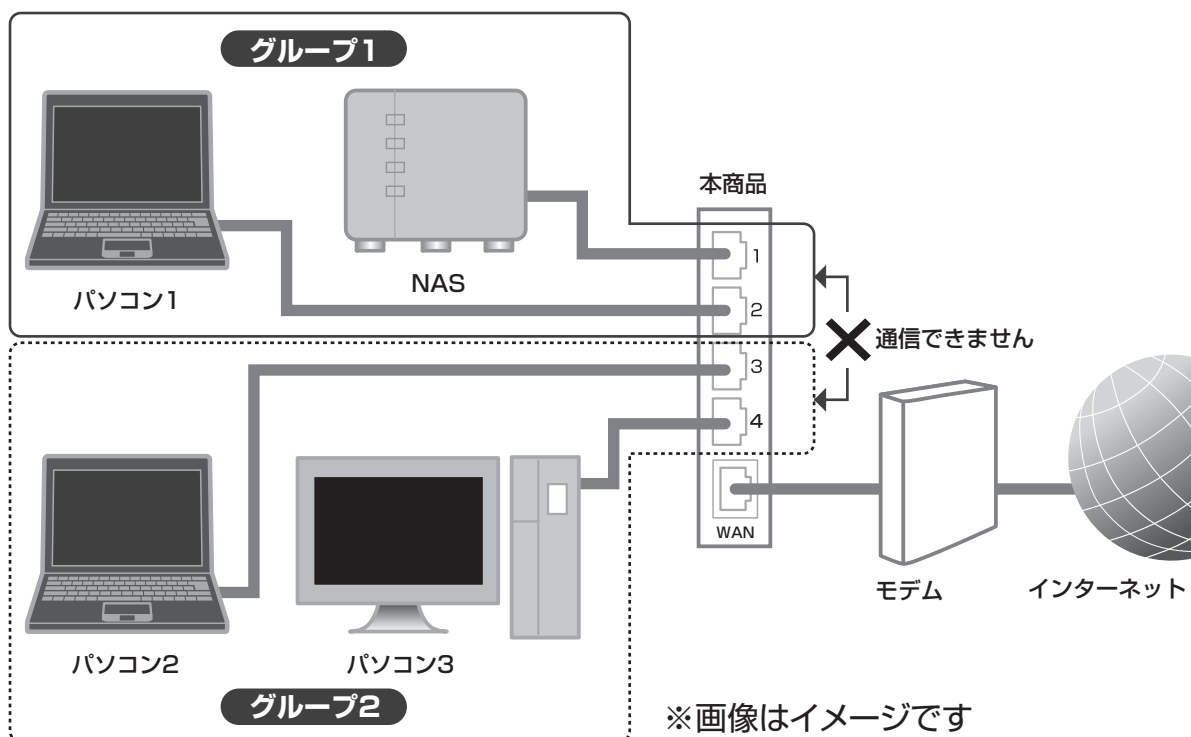 グループ1
本商品
1
NAS
パソコン1
2
通信できません
3
4
WAN
モデム
インターネット
パソコン2
パソコン3
グループ2
※画像はイメージです